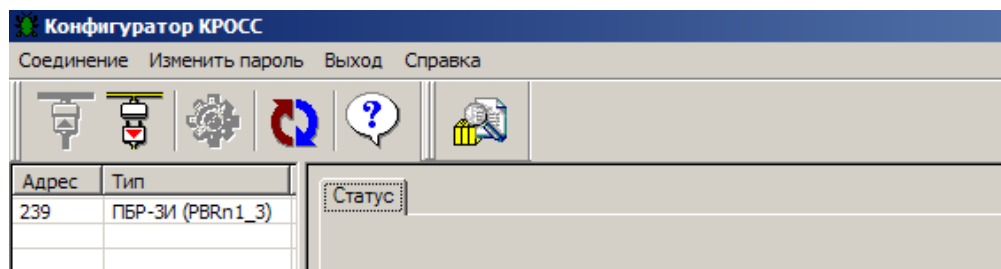 Конфигуратор КРОСС
Соединение Изменить пароль Выход Справка
?
Адрес Тип
Статус
239 ПБР-3И (PBRn1_3)